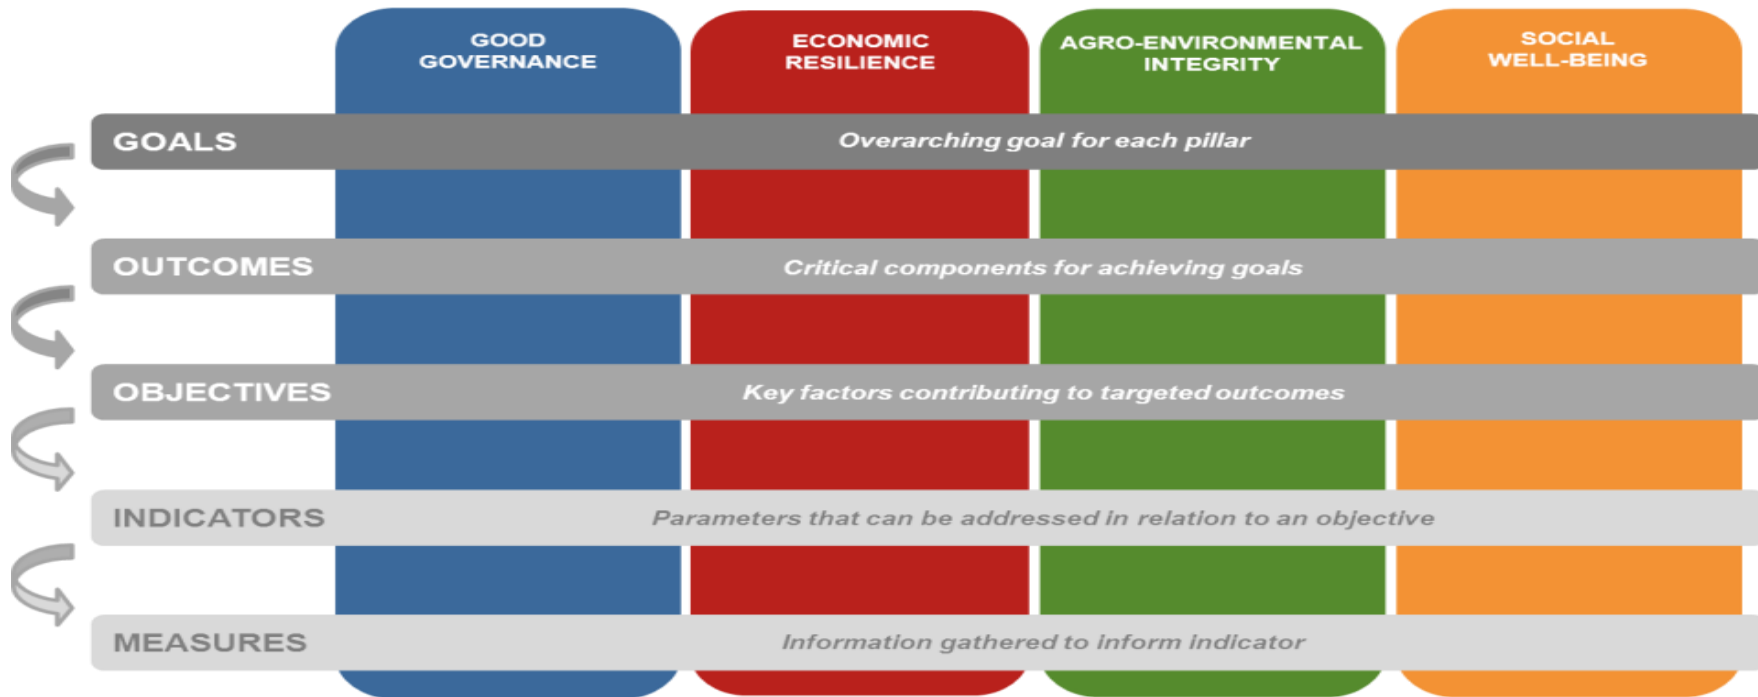 GOOD
GOVERNANCE
ECONOMIC
RESILIENCE
AGRO-ENVIRONMENTAL
INTEGRITY
SOCIAL
WELL-BEING
GOALS
Overarching goal for each pillar
OUTCOMES
Critical components for achieving goals
OBJECTIVES
Key factors contributing to targeted outcomes
INDICATORS
Parameters that can be addressed in relation to an objective
MEASURES
Information gathered to inform indicator